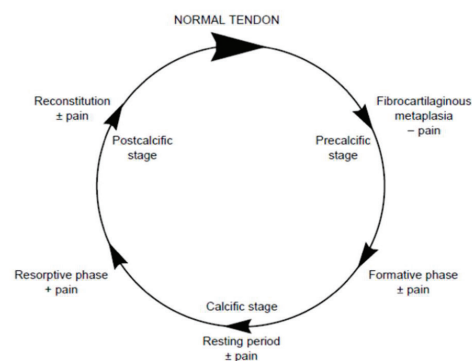 NORMAL TENDON
Fibrocartilaginous
metaplasia
– pain
Precalcific
stage
Formative phase
± pain
Calcific stage
Resting period
± pain
Resorptive phase
+ pain
Postcalcific
stage
Reconstitution
± pain